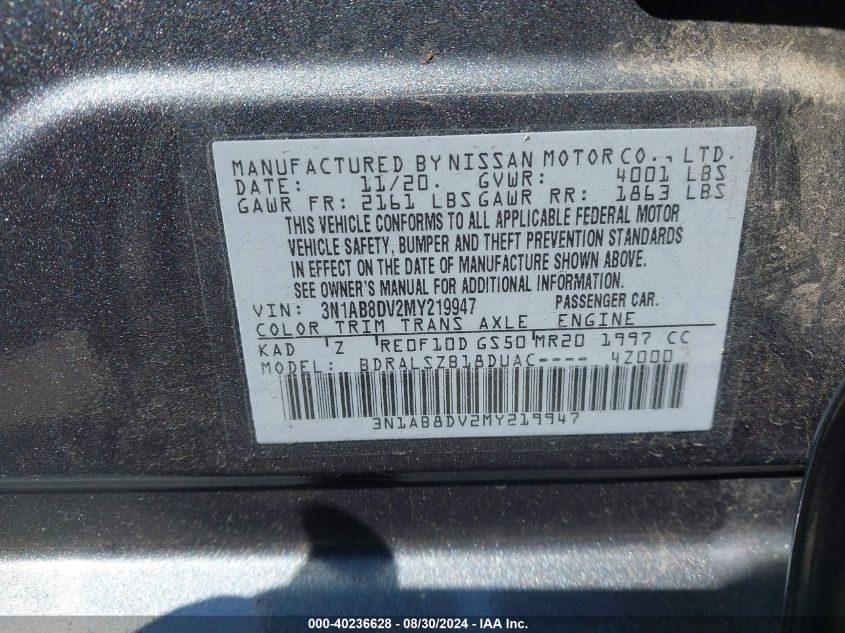 MANUFACTURED BY NISSAN MOTOR CO., LTD.
DATE: 11/20. GVWR: 4001 LBS
GAWR FR: 2161 LBS GAWR RR: 1863 LBS
THIS VEHICLE CONFORMS TO ALL APPLICABLE FEDERAL MOTOR
VEHICLE SAFETY, BUMPER AND THEFT PREVENTION STANDARDS
IN EFFECT ON THE DATE OF MANUFACTURE SHOWN ABOVE.
SEE OWNER'S MANUAL FOR ADDITIONAL INFORMATION.
VIN: 3N1AB8DV2MY219947 PASSENGER CAR.
COLOR TRIM TRANS AXLE ENGINE
KAD Z RE0F10D GS50 MR20 1997 CC
MODEL: BDRALSZB18DUAC---- 4Z000
3N1AB8DV2MY219947
000-40236628 - 08/30/2024 - IAA Inc.